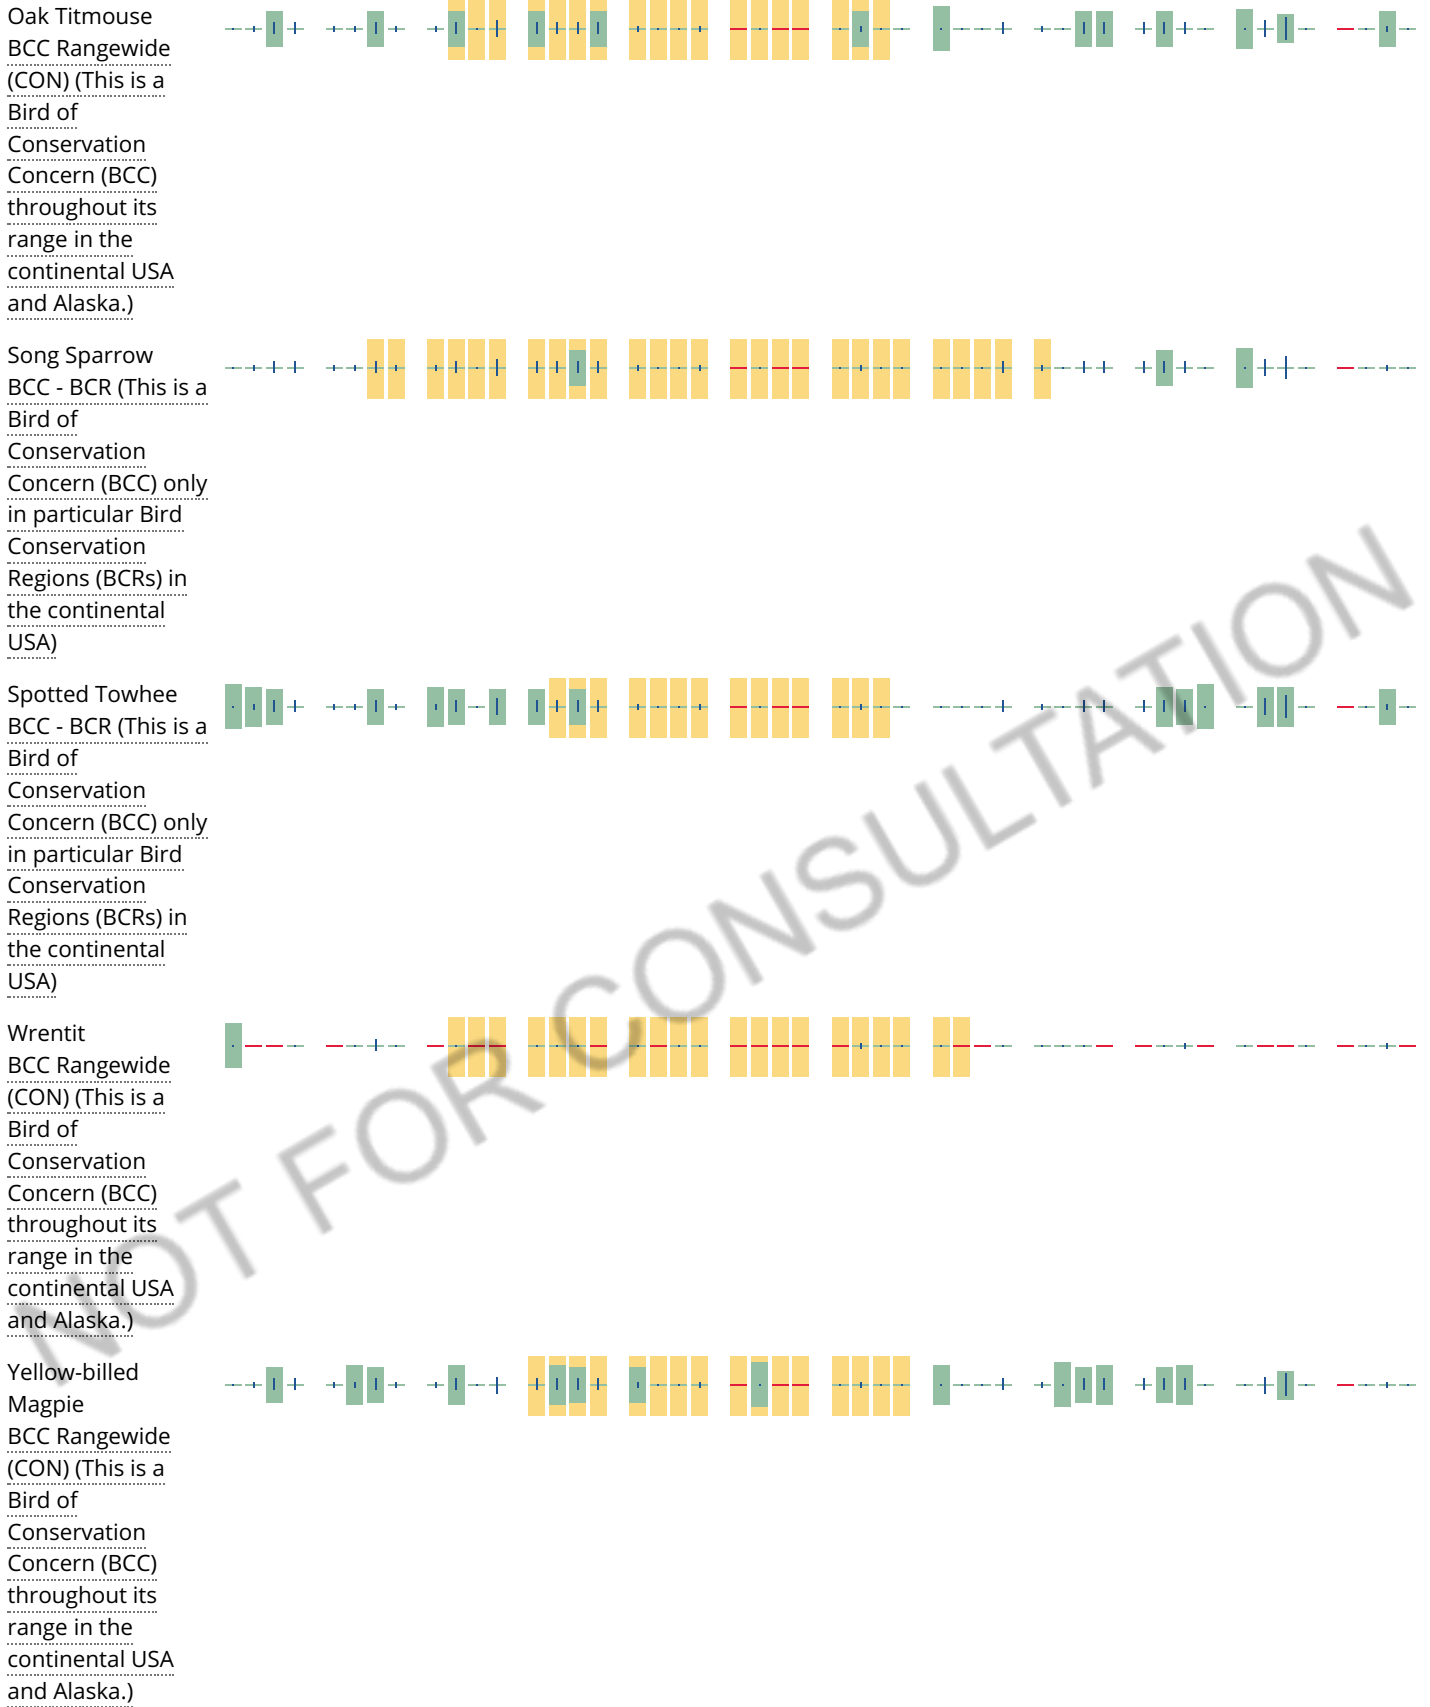 Oak Titmouse
BCC Rangewide
(CON) (This is a
Bird of
Conservation
Concern (BCC)
throughout its
range in the
continental USA
and Alaska.)
Song Sparrow
BCC - BCR (This is a
Bird of
Conservation
Concern (BCC) only
in particular Bird
Conservation
Regions (BCRs) in
the continental
USA)
Spotted Towhee
BCC - BCR (This is a
Bird of
Conservation
Concern (BCC) only
in particular Bird
Conservation
Regions (BCRs) in
the continental
USA)
Wrentit
BCC Rangewide
(CON) (This is a
Bird of
Conservation
Concern (BCC)
throughout its
range in the
continental USA
and Alaska.)
Yellow-billed
Magpie
BCC Rangewide
(CON) (This is a
Bird of
Conservation
Concern (BCC)
throughout its
range in the
continental USA
and Alaska.)
NOT FOR CONSULTATION